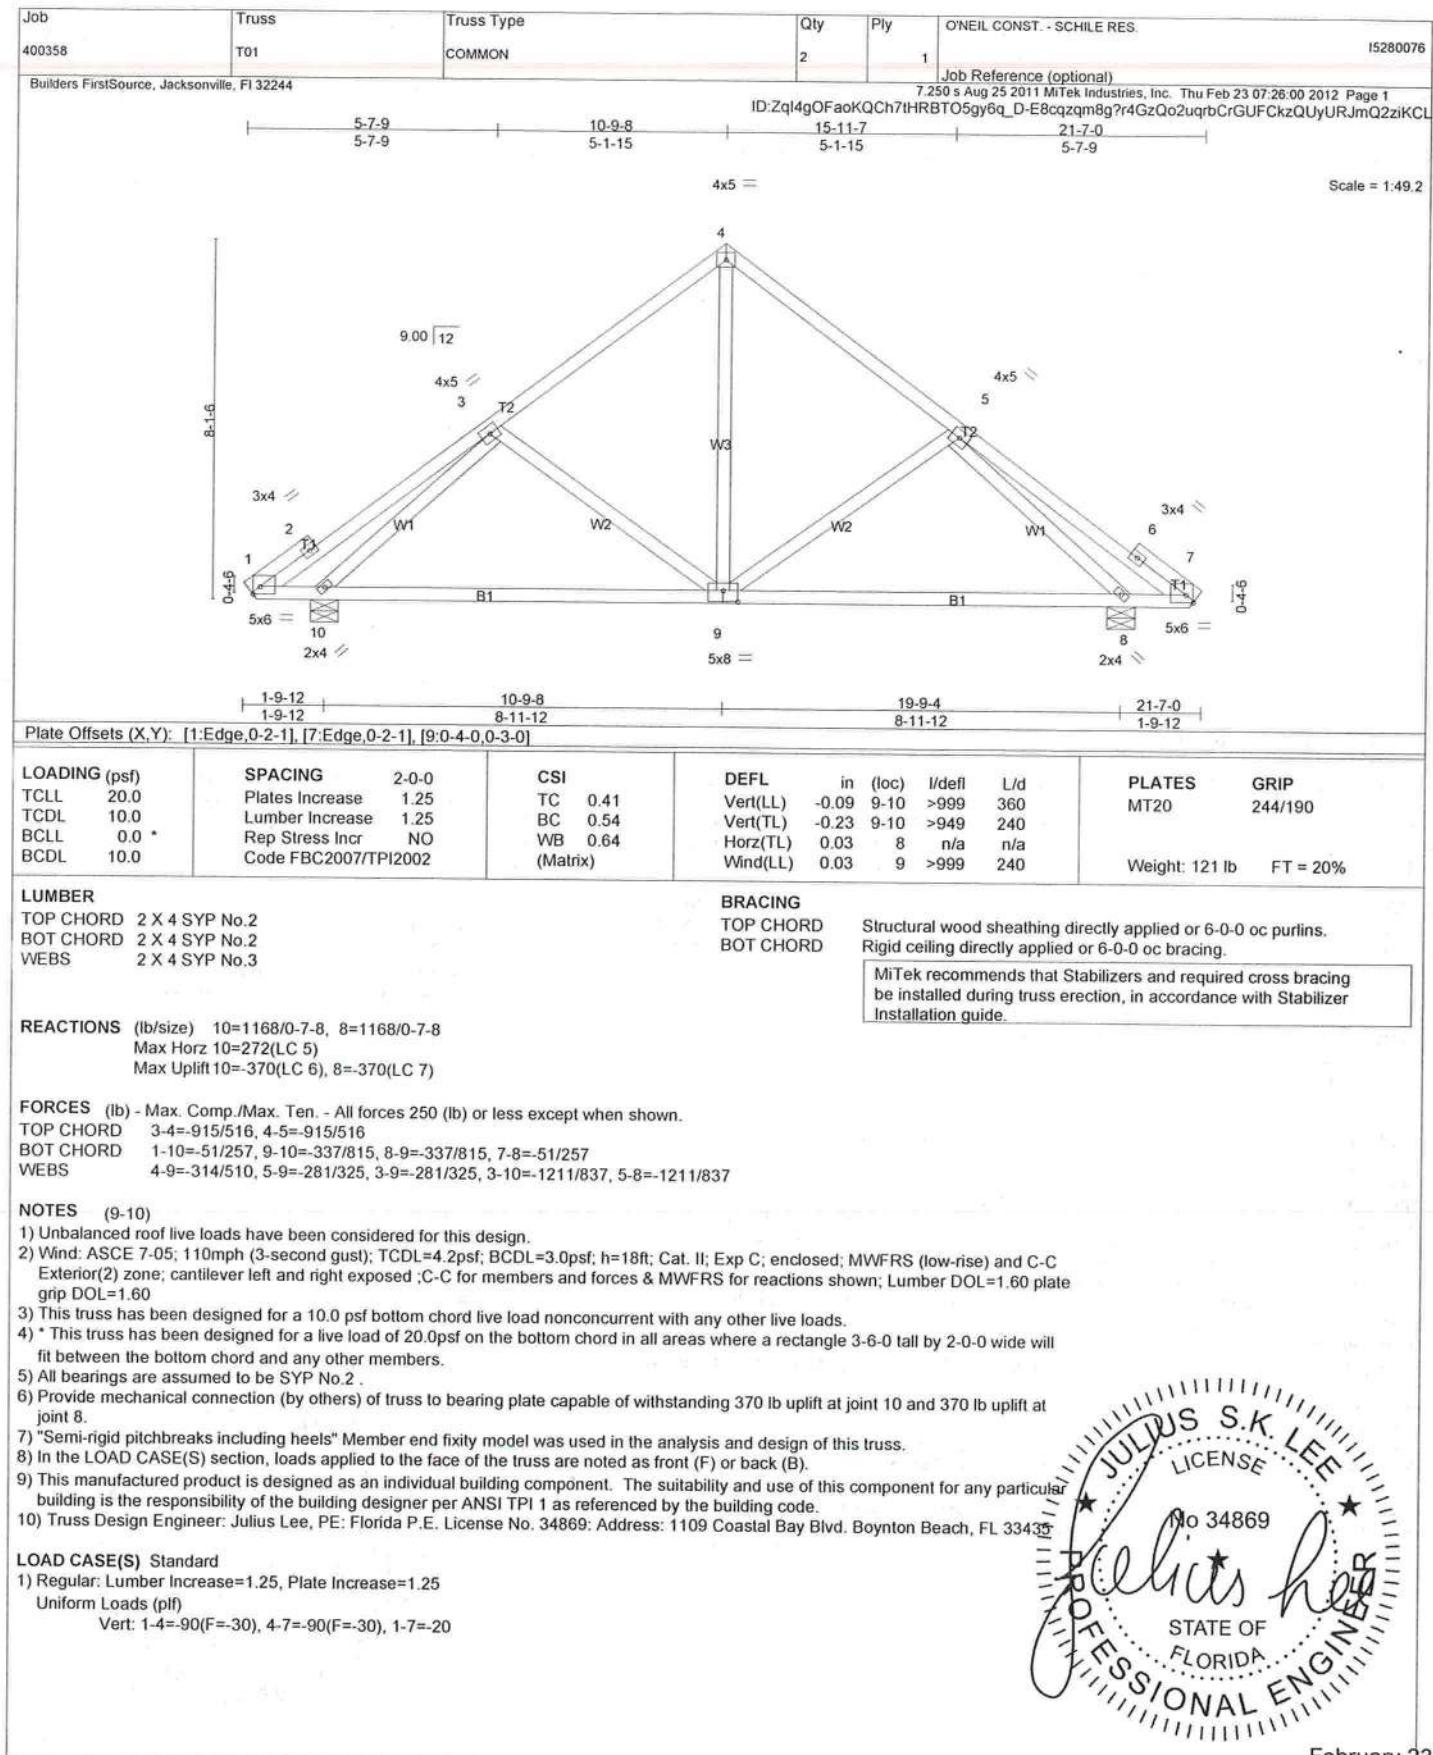 Job Truss Truss Type Qty Ply O'NEIL CONST. - SCHILE RES.
400358 T01 COMMON 2 1 I5280076
Job Reference (optional)
Builders FirstSource, Jacksonville, Fl 32244
7.250 s Aug 25 2011 MiTek Industries, Inc. Thu Feb 23 07:26:00 2012 Page 1
ID:ZqI4gOFaoKQCh7tHRBTO5gy6q_D-E8cqzqm8g?r4GzQo2uqrbCrGUFCkzQUyURJmQ2ziKCL
5-7-9 10-9-8 15-11-7 21-7-0
5-7-9 5-1-15 5-1-15 5-7-9
4x5 =
Scale = 1:49.2
4
9.00 12
4x5
3 T2
4x5
5
T2
8-1-6
W3
3x4
2
T1
1
W1 W2 W2 W1
3x4
6
7
T1
0-4-6
0-4-6
B1 B1
5x6 =
10
2x4
9
5x8 =
8
2x4
5x6 =
1-9-12 10-9-8 19-9-4 21-7-0
1-9-12 8-11-12 8-11-12 1-9-12
Plate Offsets (X,Y): [1:Edge,0-2-1], [7:Edge,0-2-1], [9:0-4-0,0-3-0]
LOADING (psf)
TCLL 20.0
TCDL 10.0
BCLL 0.0 *
BCDL 10.0
SPACING 2-0-0
Plates Increase 1.25
Lumber Increase 1.25
Rep Stress Incr NO
Code FBC2007/TPI2002
CSI
TC 0.41
BC 0.54
WB 0.64
(Matrix)
DEFL in (loc) l/defl L/d
Vert(LL) -0.09 9-10 >999 360
Vert(TL) -0.23 9-10 >949 240
Horz(TL) 0.03 8 n/a n/a
Wind(LL) 0.03 9 >999 240
PLATES GRIP
MT20 244/190
Weight: 121 lb FT = 20%
LUMBER
TOP CHORD 2 X 4 SYP No.2
BOT CHORD 2 X 4 SYP No.2
WEBS 2 X 4 SYP No.3
BRACING
TOP CHORD Structural wood sheathing directly applied or 6-0-0 oc purlins.
BOT CHORD Rigid ceiling directly applied or 6-0-0 oc bracing.
MiTek recommends that Stabilizers and required cross bracing
be installed during truss erection, in accordance with Stabilizer
Installation guide.
REACTIONS (lb/size) 10=1168/0-7-8, 8=1168/0-7-8
Max Horz 10=272(LC 5)
Max Uplift 10=-370(LC 6), 8=-370(LC 7)
FORCES (lb) - Max. Comp./Max. Ten. - All forces 250 (lb) or less except when shown.
TOP CHORD 3-4=-915/516, 4-5=-915/516
BOT CHORD 1-10=-51/257, 9-10=-337/815, 8-9=-337/815, 7-8=-51/257
WEBS 4-9=-314/510, 5-9=-281/325, 3-9=-281/325, 3-10=-1211/837, 5-8=-1211/837
NOTES (9-10)
1) Unbalanced roof live loads have been considered for this design.
2) Wind: ASCE 7-05; 110mph (3-second gust); TCDL=4.2psf; BCDL=3.0psf; h=18ft; Cat. II; Exp C; enclosed; MWFRS (low-rise) and C-C
Exterior(2) zone; cantilever left and right exposed ;C-C for members and forces & MWFRS for reactions shown; Lumber DOL=1.60 plate
grip DOL=1.60
3) This truss has been designed for a 10.0 psf bottom chord live load nonconcurrent with any other live loads.
4) * This truss has been designed for a live load of 20.0psf on the bottom chord in all areas where a rectangle 3-6-0 tall by 2-0-0 wide will
fit between the bottom chord and any other members.
5) All bearings are assumed to be SYP No.2 .
6) Provide mechanical connection (by others) of truss to bearing plate capable of withstanding 370 lb uplift at joint 10 and 370 lb uplift at
joint 8.
7) "Semi-rigid pitchbreaks including heels" Member end fixity model was used in the analysis and design of this truss.
8) In the LOAD CASE(S) section, loads applied to the face of the truss are noted as front (F) or back (B).
9) This manufactured product is designed as an individual building component. The suitability and use of this component for any particular
building is the responsibility of the building designer per ANSI TPI 1 as referenced by the building code.
10) Truss Design Engineer: Julius Lee, PE: Florida P.E. License No. 34869: Address: 1109 Coastal Bay Blvd. Boynton Beach, FL 33435
LOAD CASE(S) Standard
1) Regular: Lumber Increase=1.25, Plate Increase=1.25
Uniform Loads (plf)
Vert: 1-4=-90(F=-30), 4-7=-90(F=-30), 1-7=-20
JULIUS S.K. LEE
LICENSE
No 34869
Julius Lee
STATE OF
FLORIDA
PROFESSIONAL ENGINEER